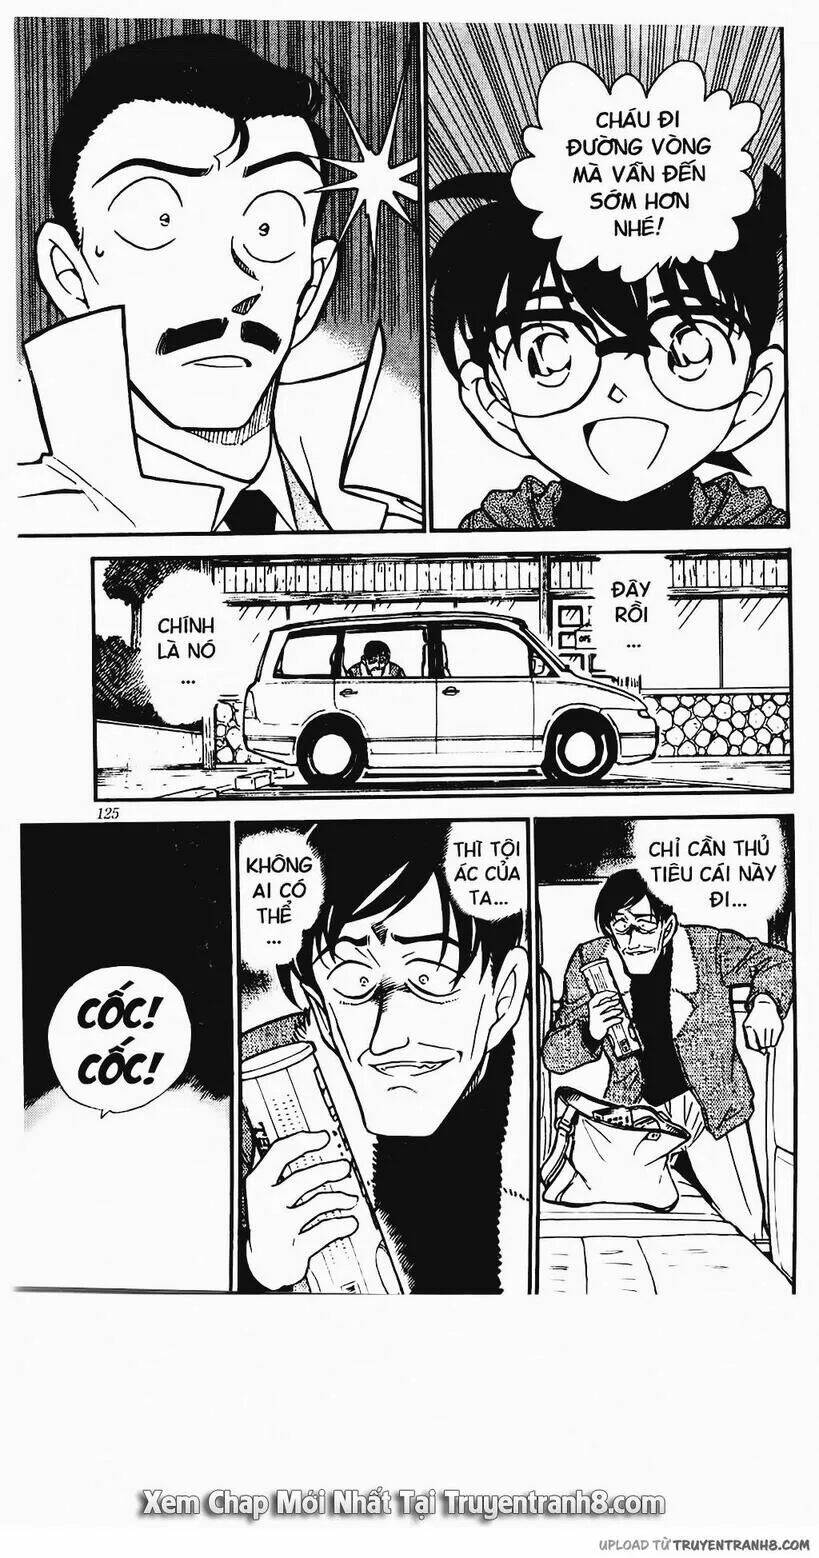 CHÁU ĐI
ĐƯỜNG VÒNG
MÀ VẪN ĐẾN
SỚM HƠN
NHÉ!
ĐÂY
RỒI
...
CHÍNH
LÀ NÓ
...
125
CHỈ CẦN THỦ
TIÊU CÁI NÀY
ĐI...
THÌ TỘI
ÁC CỦA
TA...
KHÔNG
AI CÓ
THỂ
...
CỐC!
CỐC!
Xem Chap Mới Nhất Tại Truyentranh8.com
UPLOAD TỪ TRUYENTRANH8.COM